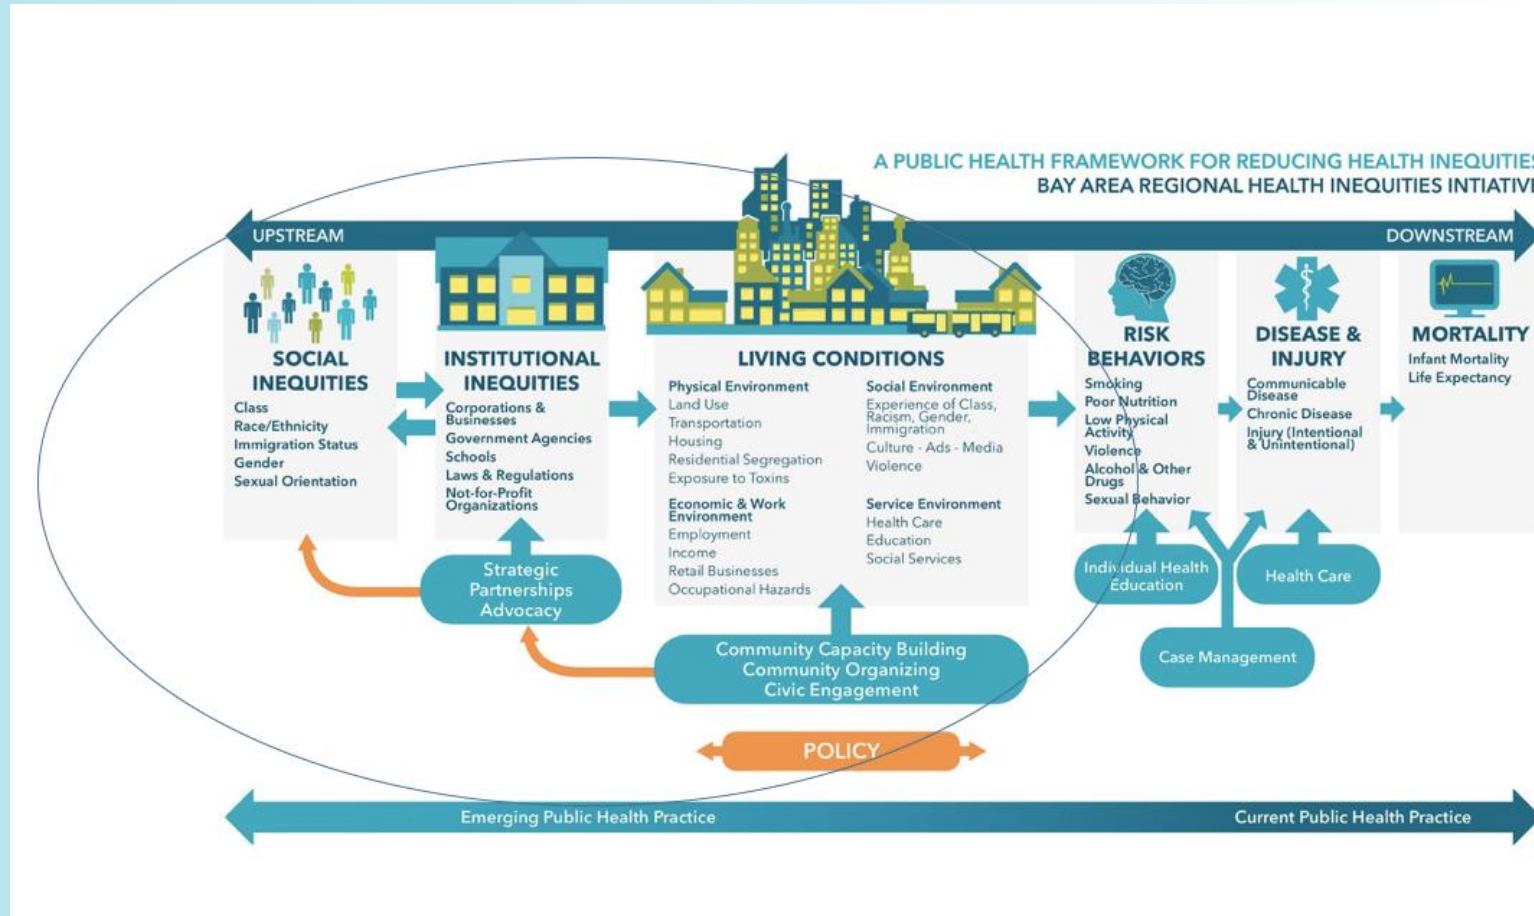 A PUBLIC HEALTH FRAMEWORK FOR REDUCING HEALTH INEQUITIES
BAY AREA REGIONAL HEALTH INEQUITIES INTIATIVE
UPSTREAM
DOWNSTREAM
SOCIAL
INEQUITIES
Class
Race/Ethnicity
Immigration Status
Gender
Sexual Orientation
INSTITUTIONAL
INEQUITIES
Corporations &
Businesses
Government Agencies
Schools
Laws & Regulations
Not-for-Profit
Organizations
LIVING CONDITIONS
Physical Environment
Land Use
Transportation
Housing
Residential Segregation
Exposure to Toxins
Economic & Work
Environment
Employment
Income
Retail Businesses
Occupational Hazards
Social Environment
Experience of Class,
Racism, Gender,
Immigration
Culture - Ads - Media
Violence
Service Environment
Health Care
Education
Social Services
RISK
BEHAVIORS
Smoking
Poor Nutrition
Low Physical
Activity
Violence
Alcohol & Other
Drugs
Sexual Behavior
DISEASE &
INJURY
Communicable
Disease
Chronic Disease
Injury (Intentional
& Unintentional)
MORTALITY
Infant Mortality
Life Expectancy
Strategic
Partnerships
Advocacy
Individual Health
Education
Health Care
Case Management
Community Capacity Building
Community Organizing
Civic Engagement
POLICY
Emerging Public Health Practice
Current Public Health Practice